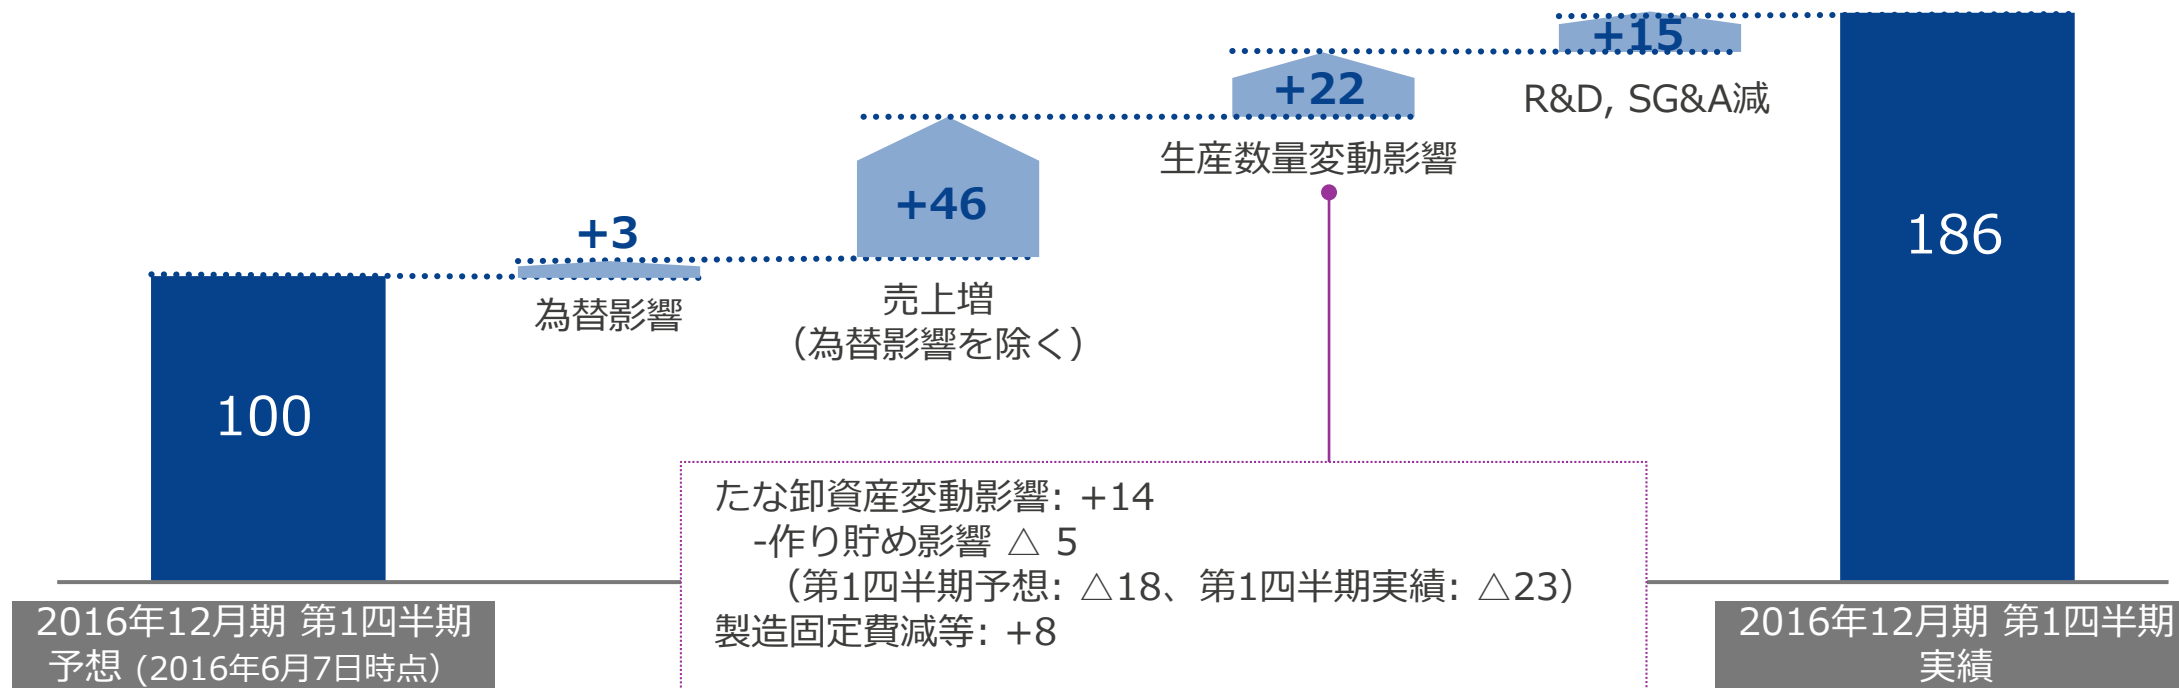 +15
R&D, SG&A減
+22
生産数量変動影響
+46
売上増
（為替影響を除く）
+3
為替影響
100
186
たな卸資産変動影響: +14
-作り貯め影響 △ 5
（第1四半期予想: △18、第1四半期実績: △23）
製造固定費減等: +8
2016年12月期 第1四半期
予想 (2016年6月7日時点）
2016年12月期 第1四半期
実績